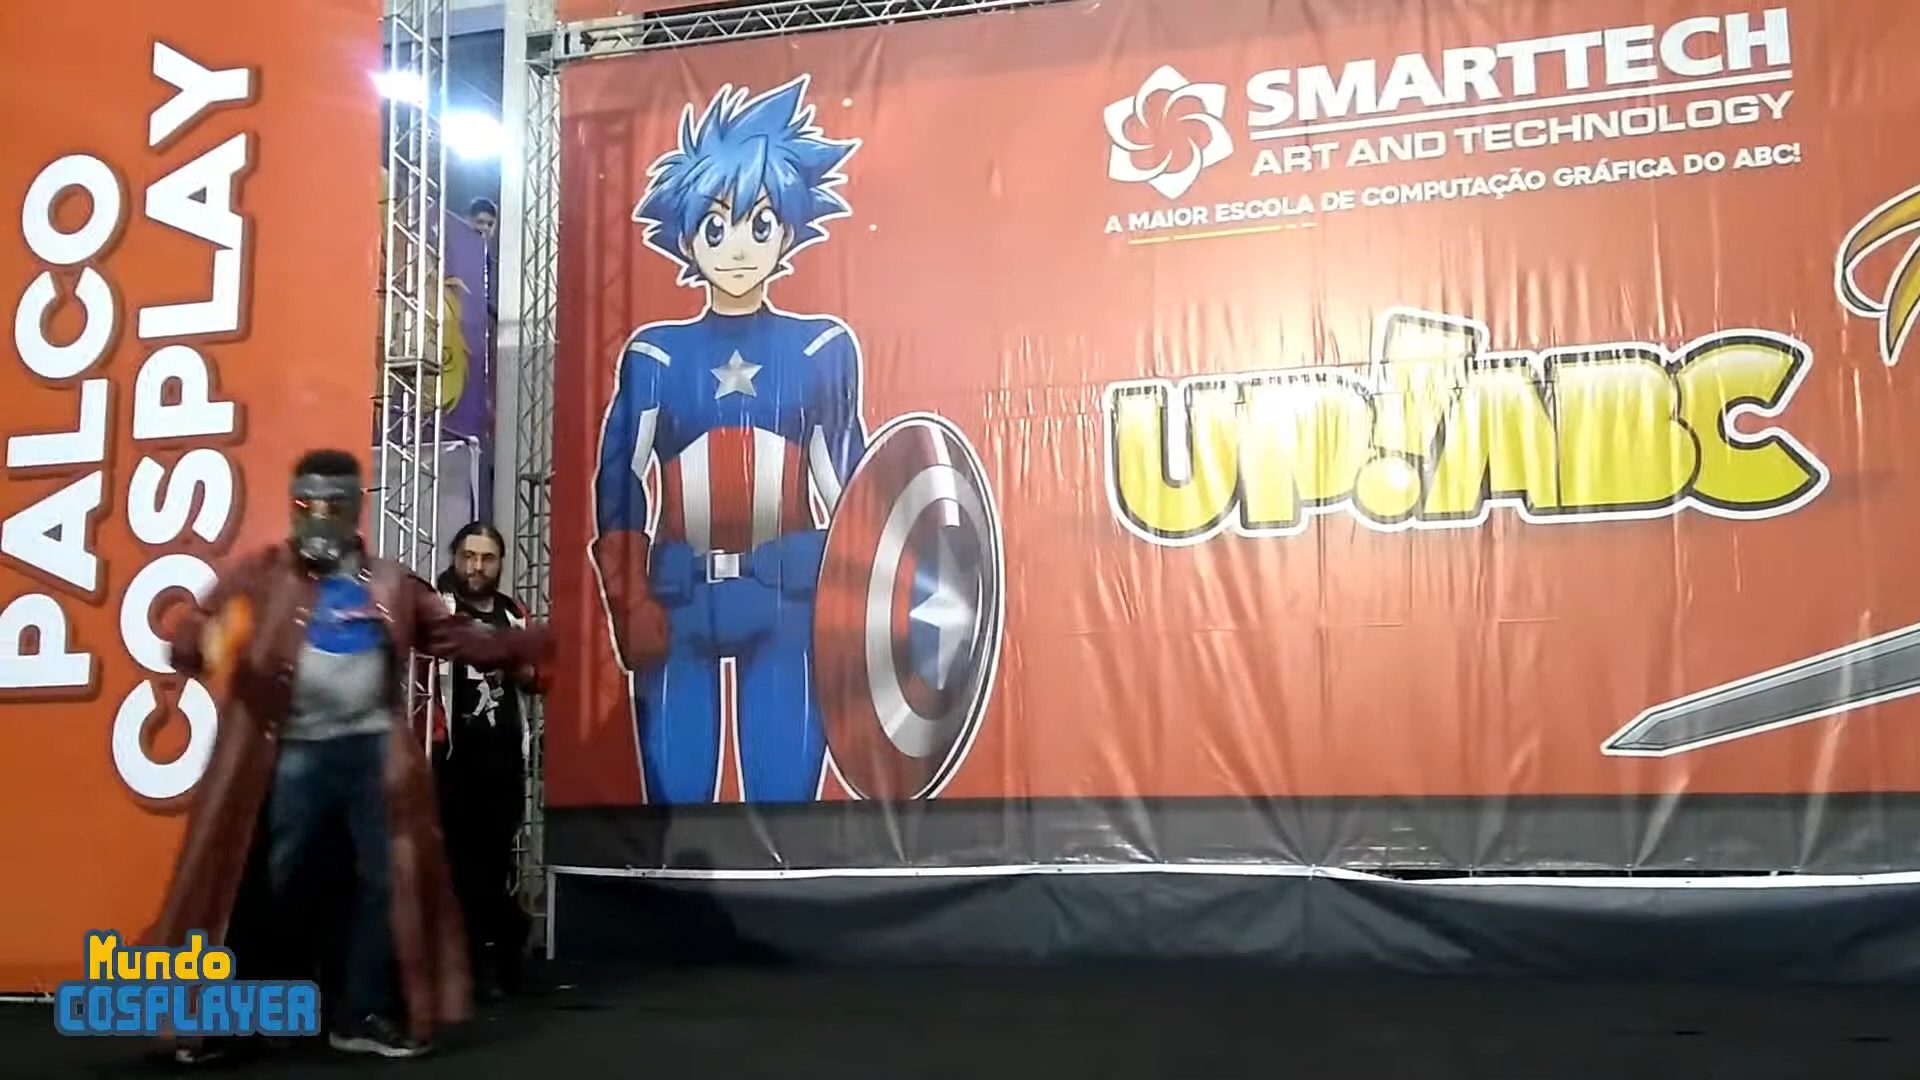 PALCO
COSPLAY
SMARTTECH
ART AND TECHNOLOGY
A MAIOR ESCOLA DE COMPUTAÇÃO GRÁFICA DO ABC!
UP!ABC
Mundo
COSPLAYER